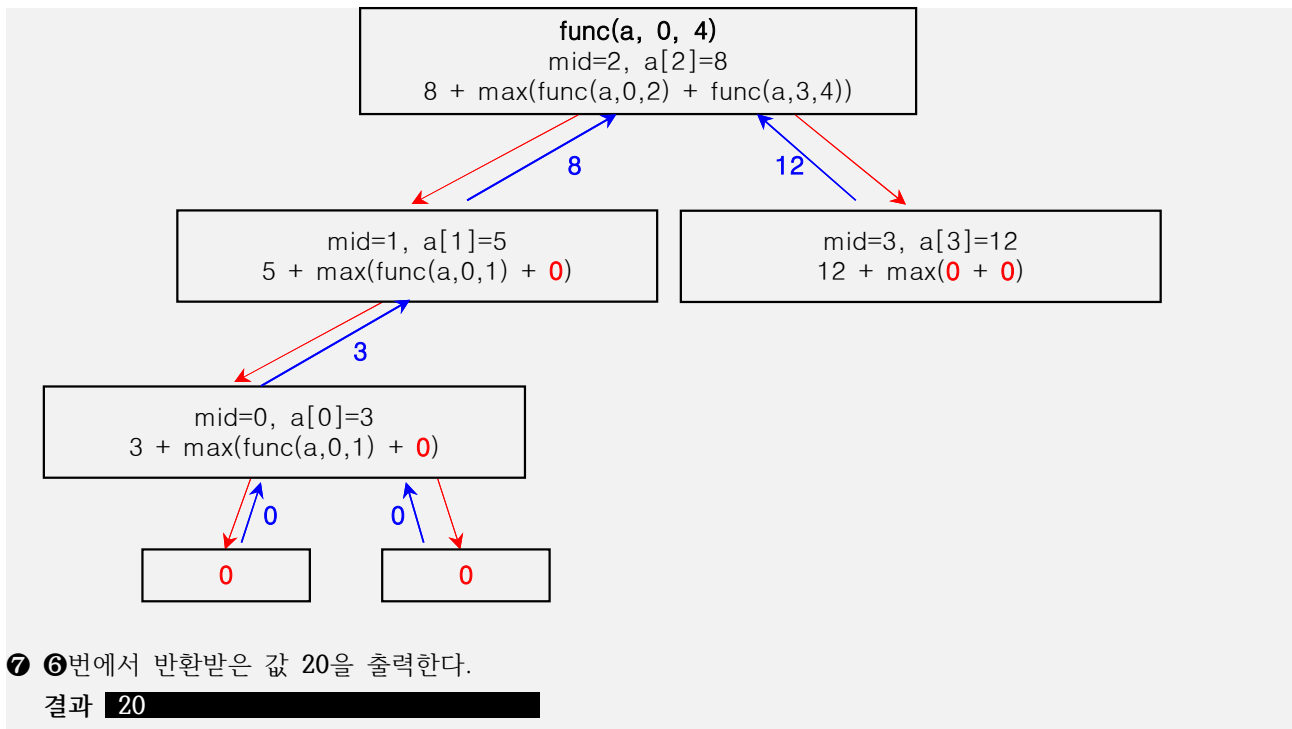 func(a, 0, 4)
mid=2, a[2]=8
8 + max(func(a,0,2) + func(a,3,4))
8
12
mid=1, a[1]=5
5 + max(func(a,0,1) + 0)
mid=3, a[3]=12
12 + max(0 + 0)
3
mid=0, a[0]=3
3 + max(func(a,0,1) + 0)
0
0
0
0
❼ ❻번에서 반환받은 값 20을 출력한다.
결과 20